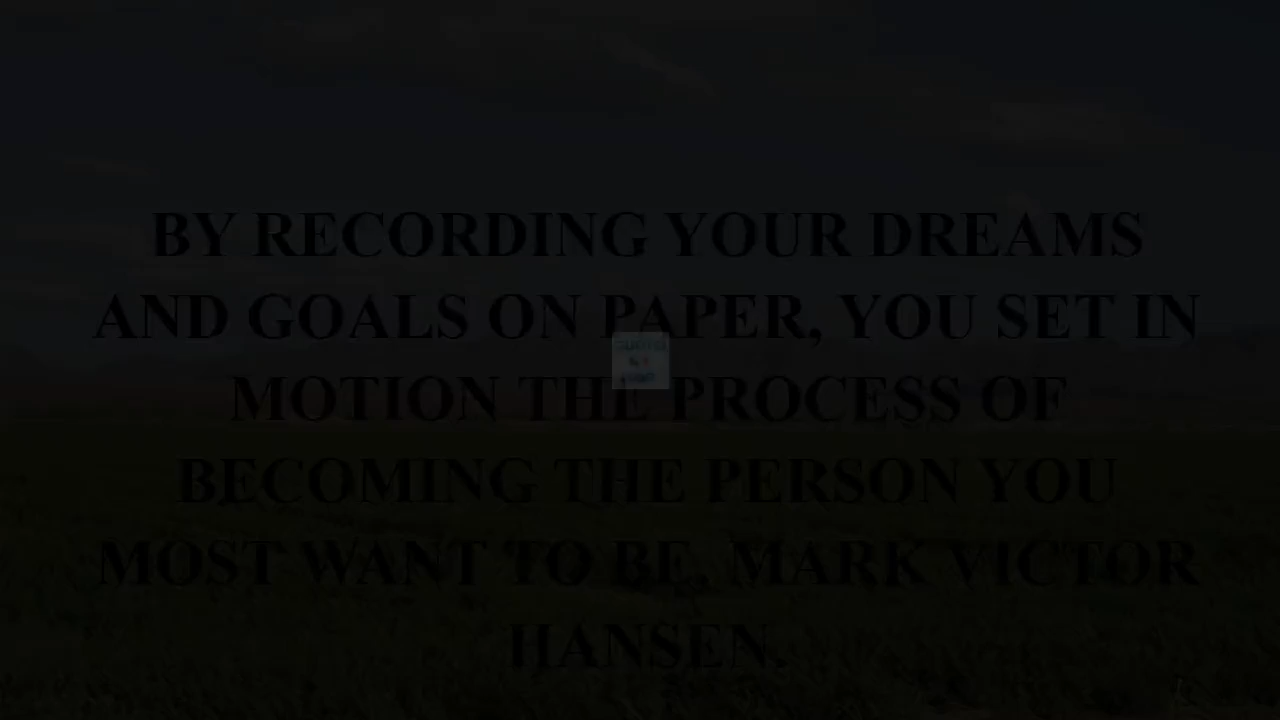 BY RECORDING YOUR DREAMS
AND GOALS ON PAPER, YOU SET IN
MOTION THE PROCESS OF
BECOMING THE PERSON YOU
MOST WANT TO BE. MARK VICTOR
HANSEN.